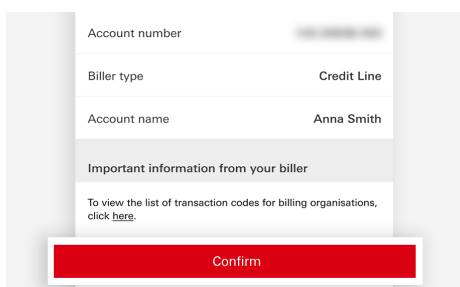 Account number
Biller type Credit Line
Account name Anna Smith
Important information from your biller
To view the list of transaction codes for billing organisations,
click here.
Confirm